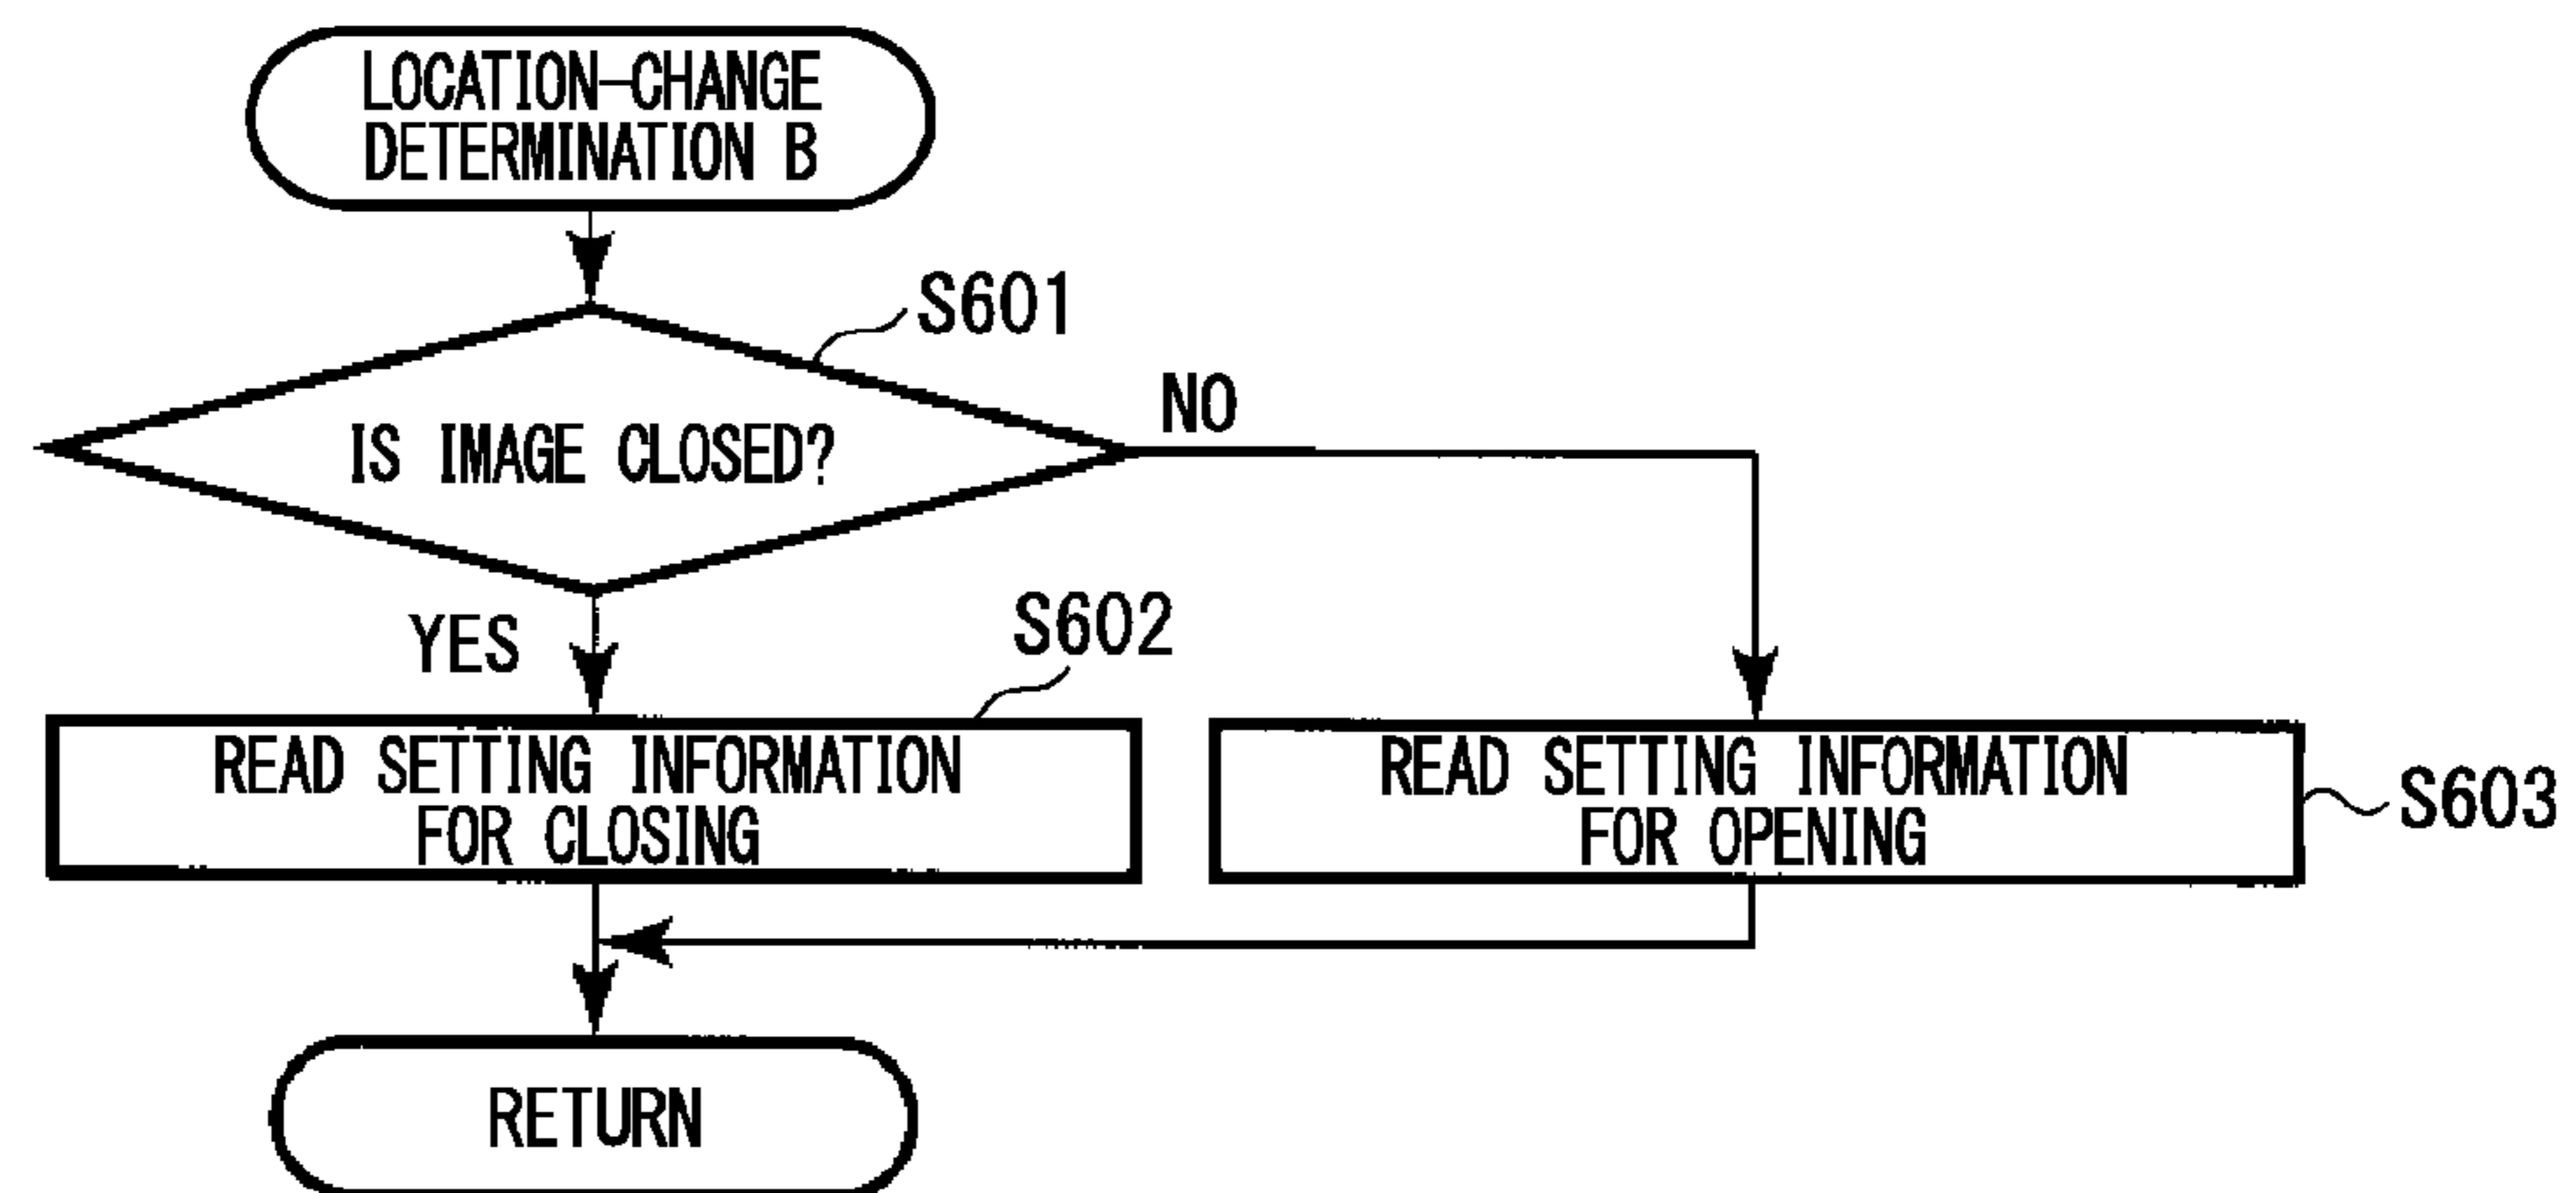 LOCATION-CHANGE
DETERMINATION B
S601
IS IMAGE CLOSED?
NO
YES
S602
READ SETTING INFORMATION
FOR CLOSING
READ SETTING INFORMATION
FOR OPENING
S603
RETURN